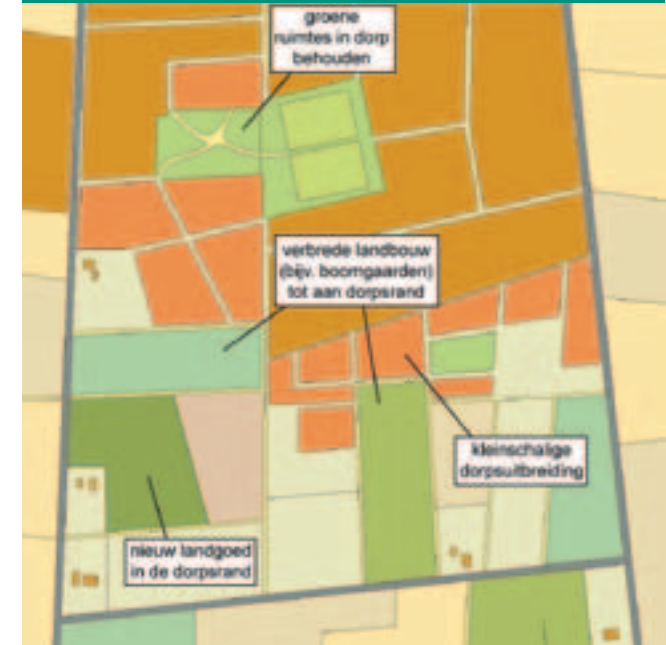 groene
ruimtes in dorp
behouden
verbrede landbouw
(bijv. boomgaarden)
tot aan dorpsrand
kleinschalige
dorpsuitbreiding
nieuw landgoed
in de dorpsrand